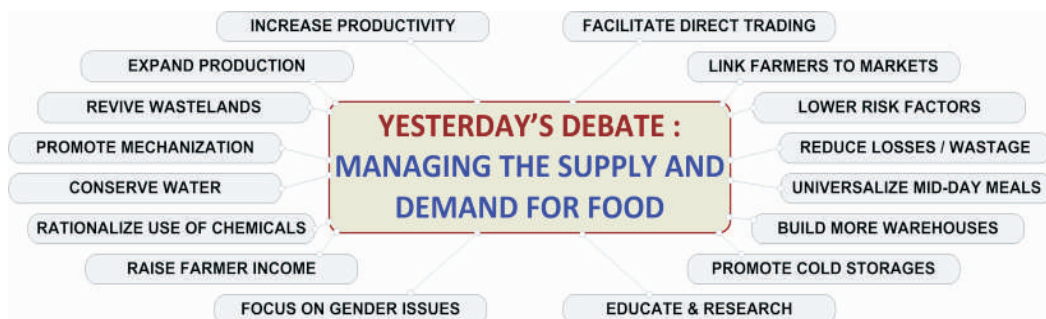 INCREASE PRODUCTIVITY
FACILITATE DIRECT TRADING
EXPAND PRODUCTION
LINK FARMERS TO MARKETS
REVIVE WASTELANDS
LOWER RISK FACTORS
YESTERDAY'S DEBATE :
MANAGING THE SUPPLY AND
DEMAND FOR FOOD
PROMOTE MECHANIZATION
REDUCE LOSSES / WASTAGE
CONSERVE WATER
UNIVERSALIZE MID-DAY MEALS
RATIONALIZE USE OF CHEMICALS
BUILD MORE WAREHOUSES
RAISE FARMER INCOME
PROMOTE COLD STORAGES
FOCUS ON GENDER ISSUES
EDUCATE & RESEARCH